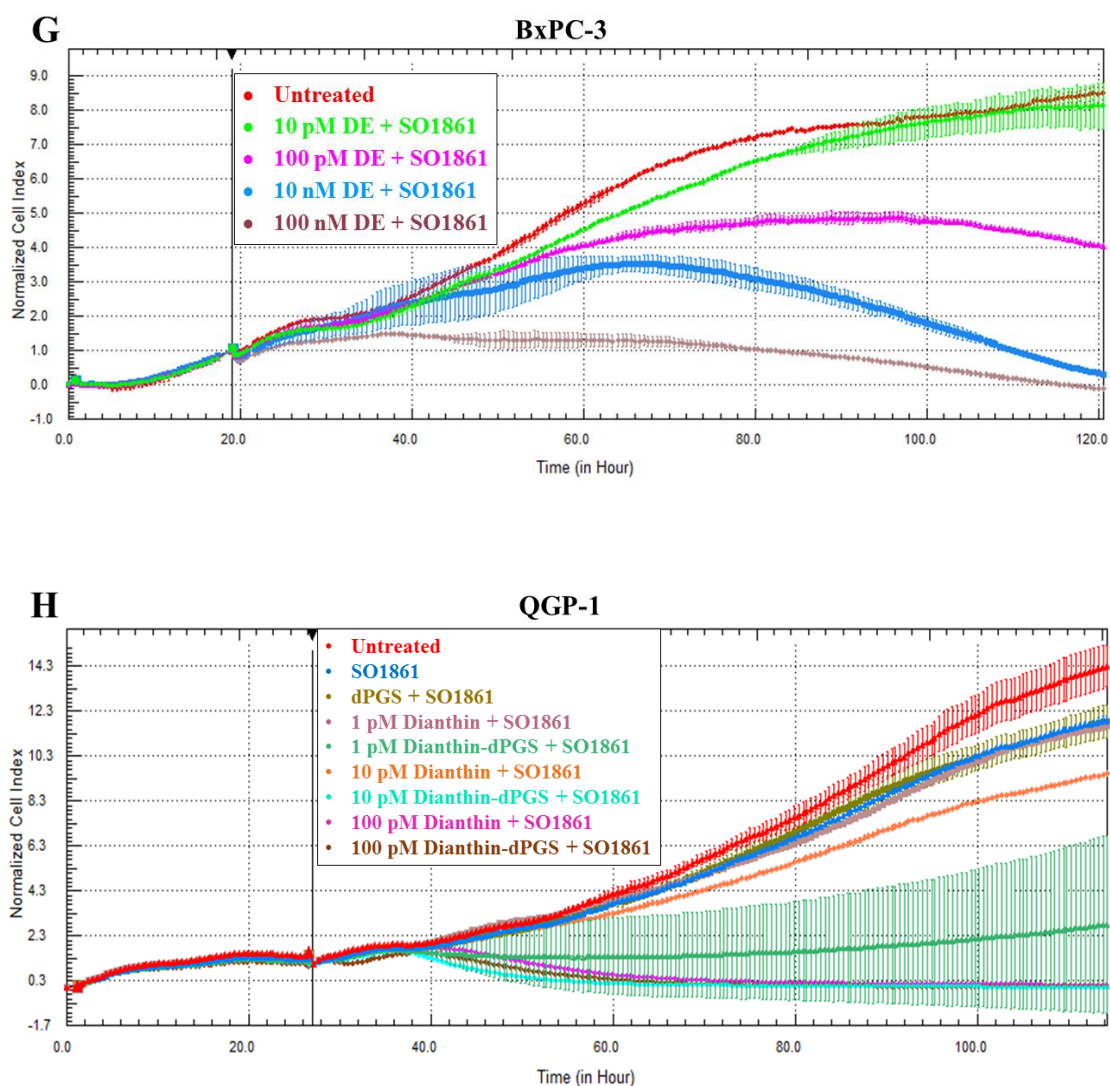 G
BxPC-3
Normalized Cell Index
9.0
8.0
7.0
6.0
5.0
4.0
3.0
2.0
1.0
0.0
-1.0
Untreated
10 pM DE + SO1861
100 pM DE + SO1861
10 nM DE + SO1861
100 nM DE + SO1861
0.0 20.0 40.0 60.0 80.0 100.0 120.0
Time (in Hour)
H
QGP-1
Normalized Cell Index
14.3
12.3
10.3
8.3
6.3
4.3
2.3
0.3
-1.7
Untreated
SO1861
dPGS + SO1861
1 pM Dianthin + SO1861
1 pM Dianthin-dPGS + SO1861
10 pM Dianthin + SO1861
10 pM Dianthin-dPGS + SO1861
100 pM Dianthin + SO1861
100 pM Dianthin-dPGS + SO1861
0.0 20.0 40.0 60.0 80.0 100.0
Time (in Hour)